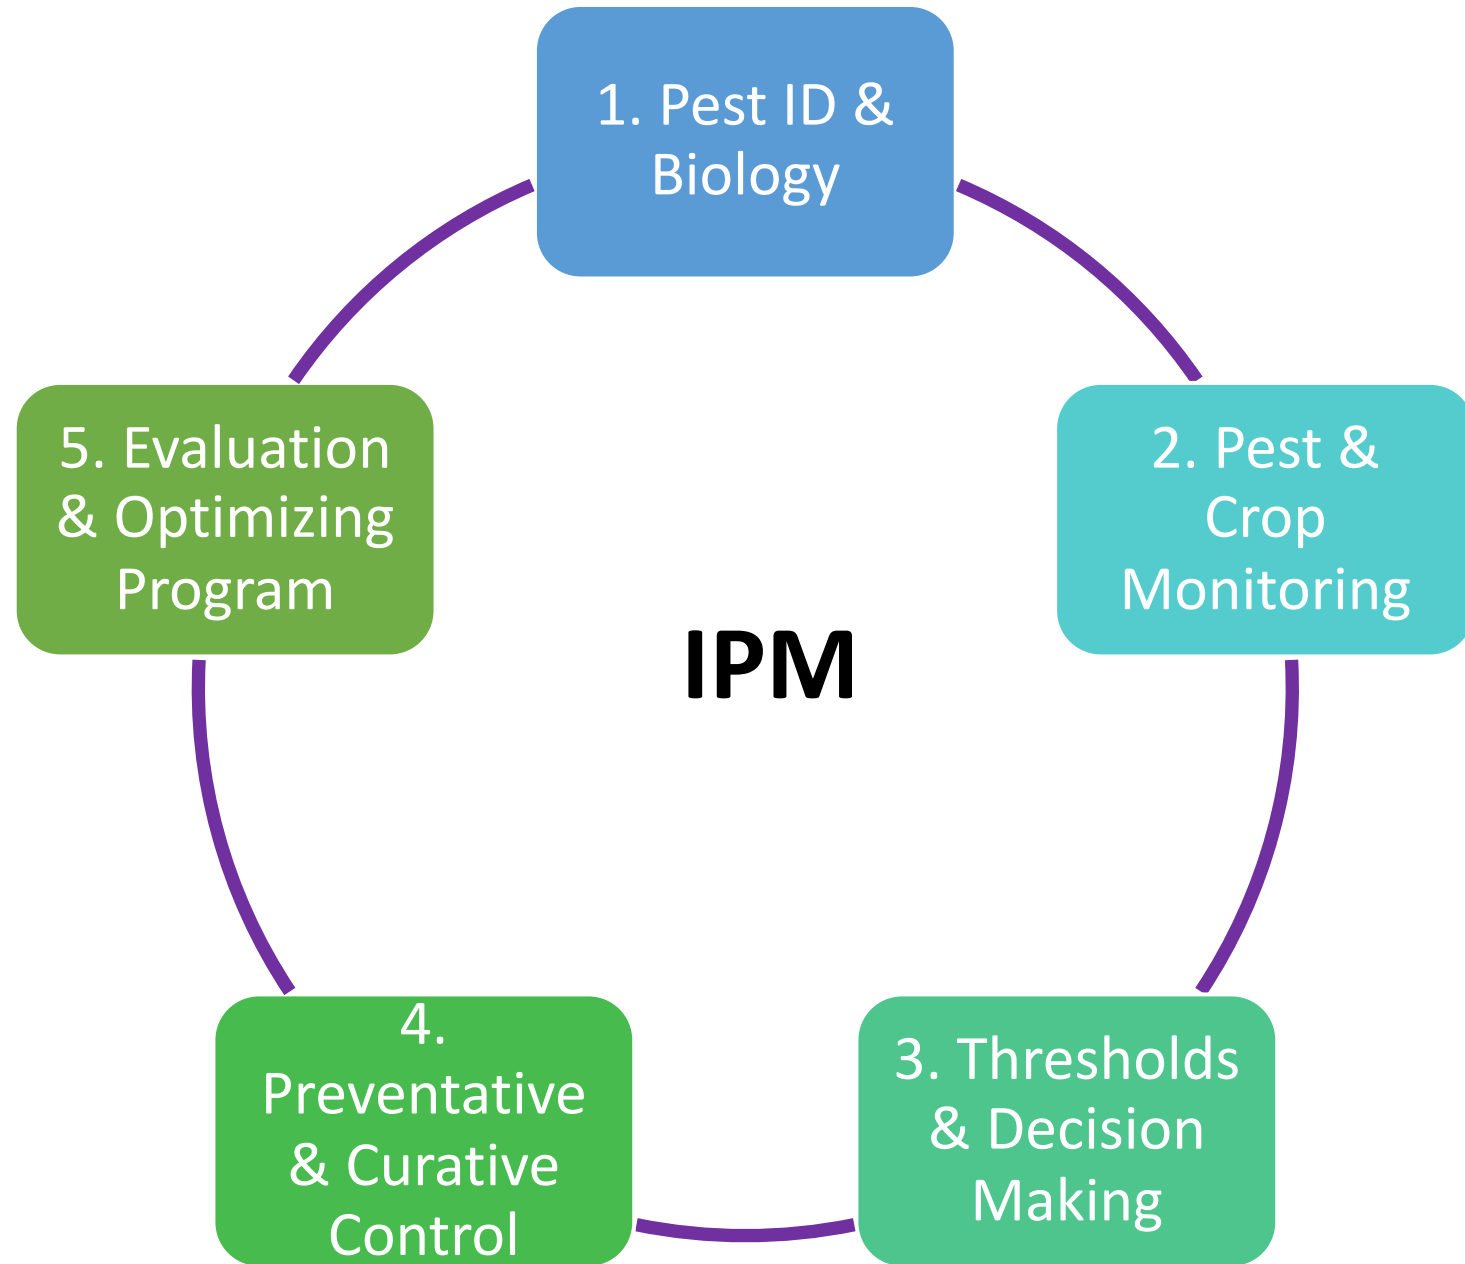 1. Pest ID &
Biology
2. Pest &
Crop
Monitoring
3. Thresholds
& Decision
Making
4.
Preventative
& Curative
Control
5. Evaluation
& Optimizing
Program
IPM